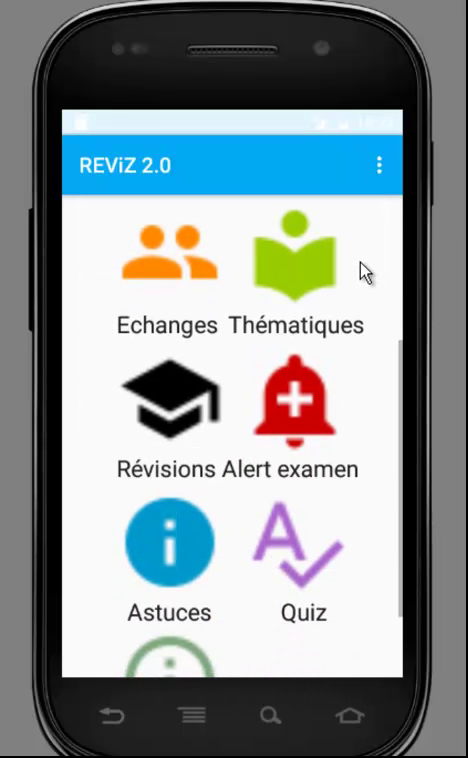 REViZ 2.0
Echanges Thématiques
Révisions Alert examen
Astuces Quiz